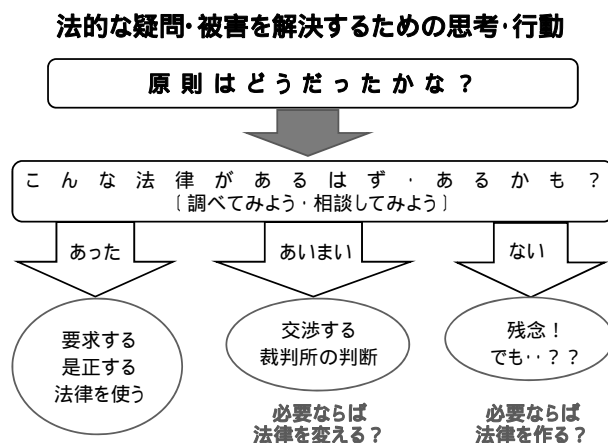 法的な疑問・被害を解決するための思考・行動
原則はどうだったかな？
こんな法律があるはず・あるかも？
［調べてみよう・相談してみよう］
あった
あいまい
ない
要求する
是正する
法律を使う
交渉する
裁判所の判断
残念！
でも・・？？
必要ならば
法律を変える？
必要ならば
法律を作る？